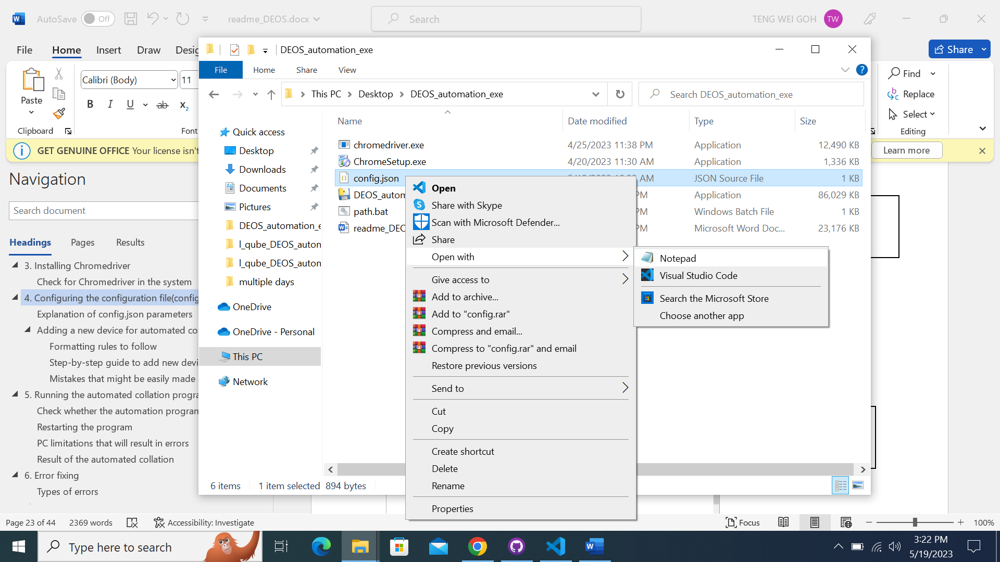 AutoSave Off readme_DEOS.docx Search TENG WEI GOH TW
File Home Insert Draw Share
Calibri (Body) 11
Paste
B I U ab x2
Clipboard Font
Find
Replace
Select
Editing
GET GENUINE OFFICE Your license isn't Learn more
Navigation
Search document
Headings Pages Results
3. Installing Chromedriver
Check for Chromedriver in the system
4. Configuring the configuration file(config
Explanation of config.json parameters
Adding a new device for automated co
Formatting rules to follow
Step-by-step guide to add new devi
Mistakes that might be easily made
5. Running the automated collation progra
Check whether the automation program
Restarting the program
PC limitations that will result in errors
Result of the automated collation
6. Error fixing
Types of errors
DEOS_automation_exe
File Home Share View
This PC Desktop DEOS_automation_exe Search DEOS_automation_exe
Quick access
Desktop
Downloads
Documents
Pictures
DEOS_automation_e
l_qube_DEOS_autom
l_qube_DEOS_autom
multiple days
OneDrive
OneDrive - Personal
This PC
Network
Name Date modified Type Size
chromedriver.exe 4/25/2023 11:38 PM Application 12,490 KB
ChromeSetup.exe 4/20/2023 11:30 AM Application 1,336 KB
config.json AM JSON Source File 1 KB
DEOS_autom PM Application 86,029 KB
path.bat PM Windows Batch File 1 KB
readme_DEO PM Microsoft Word Doc... 23,176 KB
Open
Share with Skype
Scan with Microsoft Defender...
Share
Open with
Give access to
Add to archive...
Add to "config.rar"
Compress and email...
Compress to "config.rar" and email
Restore previous versions
Send to
Cut
Copy
Create shortcut
Delete
Rename
Properties
Notepad
Visual Studio Code
Search the Microsoft Store
Choose another app
6 items 1 item selected 894 bytes
Page 23 of 44 2369 words Accessibility: Investigate Focus 100%
Type here to search
3:22 PM
5/19/2023